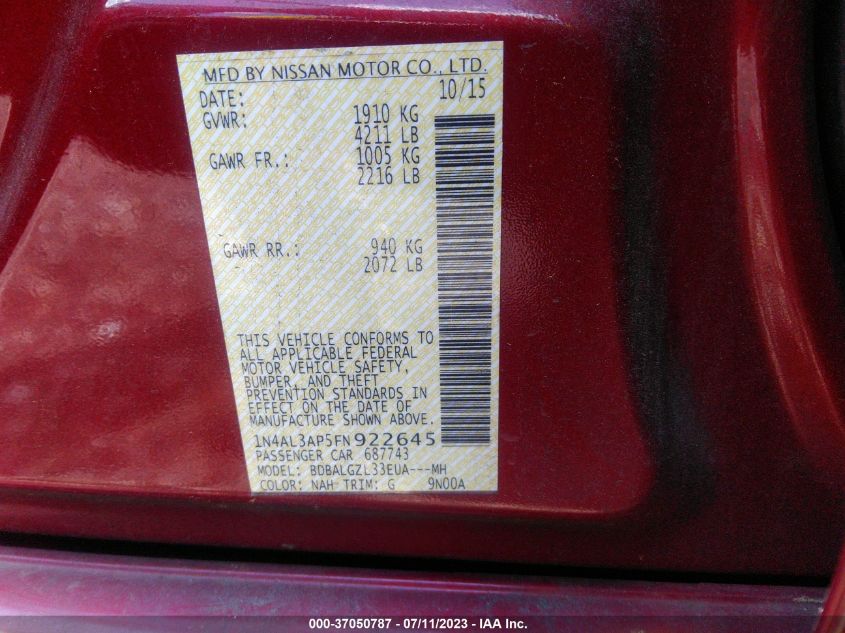 MFD BY NISSAN MOTOR CO., LTD.
DATE: 10/15
GVWR: 1910 KG
4211 LB
GAWR FR.: 1005 KG
2216 LB
GAWR RR.: 940 KG
2072 LB
THIS VEHICLE CONFORMS TO
ALL APPLICABLE FEDERAL
MOTOR VEHICLE SAFETY,
BUMPER, AND THEFT
PREVENTION STANDARDS IN
EFFECT ON THE DATE OF
MANUFACTURE SHOWN ABOVE.
1N4AL3AP5FN922645
PASSENGER CAR 687743
MODEL: BDBALGZL33EUA---MH
COLOR: NAH TRIM: G 9N00A
000-37050787 - 07/11/2023 - IAA Inc.